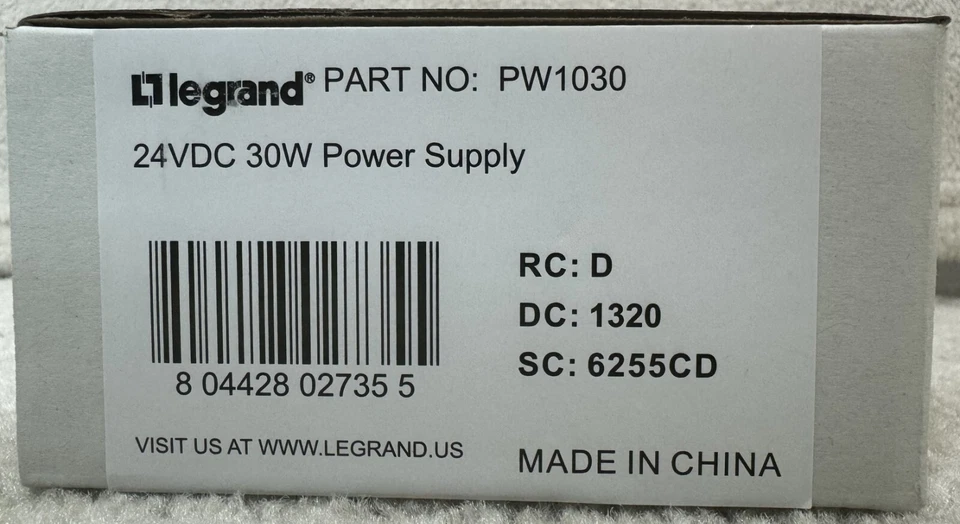 legrand® PART NO: PW1030
24VDC 30W Power Supply
8 04428 02735 5
RC: D
DC: 1320
SC: 6255CD
VISIT US AT WWW.LEGRAND.US
MADE IN CHINA